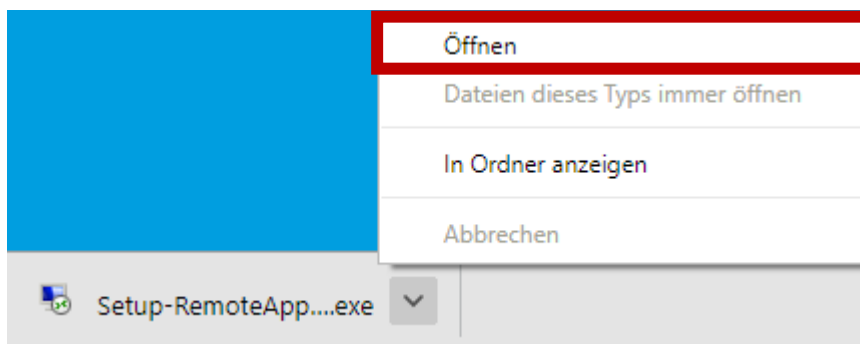 Öffnen
Dateien dieses Typs immer öffnen
In Ordner anzeigen
Abbrechen
Setup-RemoteApp....exe